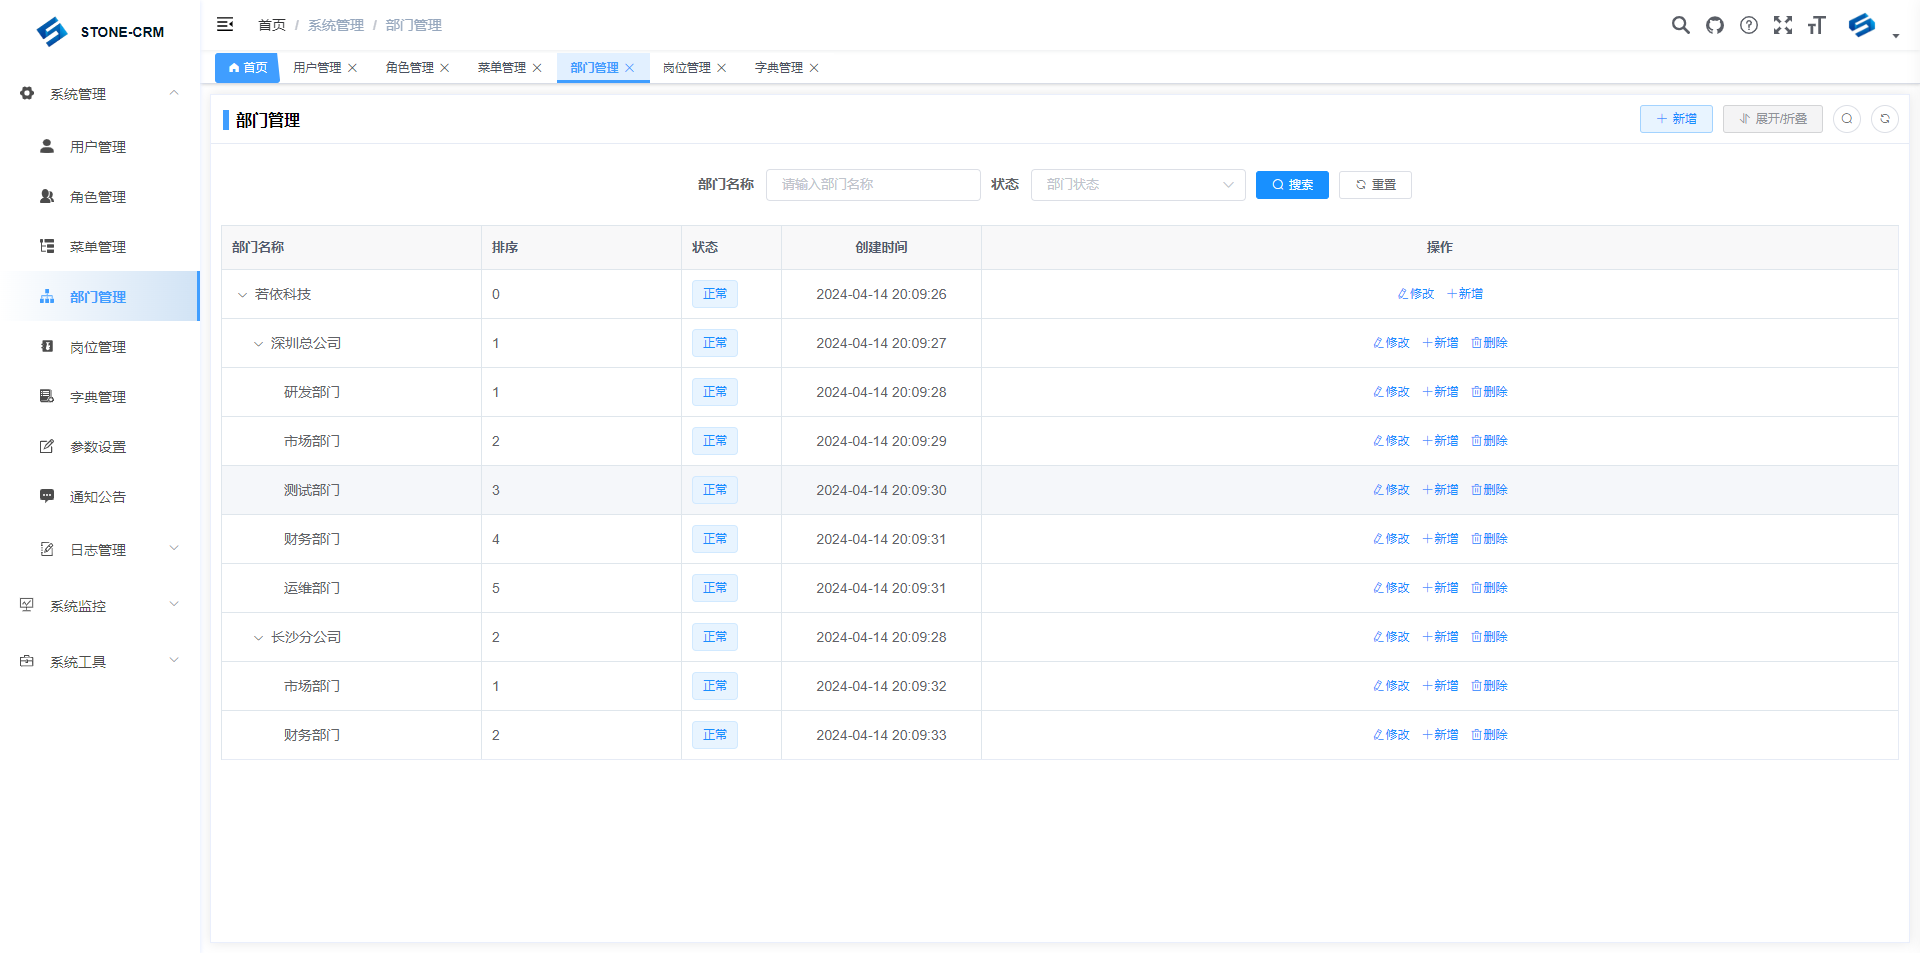 STONE-CRM
首页 / 系统管理 / 部门管理
首页 用户管理 角色管理 菜单管理 部门管理 岗位管理 字典管理
系统管理
用户管理
角色管理
菜单管理
部门管理
岗位管理
字典管理
参数设置
通知公告
日志管理
系统监控
系统工具
部门管理
新增 展开/折叠
部门名称 请输入部门名称 状态 部门状态 搜索 重置
部门名称 排序 状态 创建时间 操作
若依科技 0 正常 2024-04-14 20:09:26 修改 新增
深圳总公司 1 正常 2024-04-14 20:09:27 修改 新增 删除
研发部门 1 正常 2024-04-14 20:09:28 修改 新增 删除
市场部门 2 正常 2024-04-14 20:09:29 修改 新增 删除
测试部门 3 正常 2024-04-14 20:09:30 修改 新增 删除
财务部门 4 正常 2024-04-14 20:09:31 修改 新增 删除
运维部门 5 正常 2024-04-14 20:09:31 修改 新增 删除
长沙分公司 2 正常 2024-04-14 20:09:28 修改 新增 删除
市场部门 1 正常 2024-04-14 20:09:32 修改 新增 删除
财务部门 2 正常 2024-04-14 20:09:33 修改 新增 删除